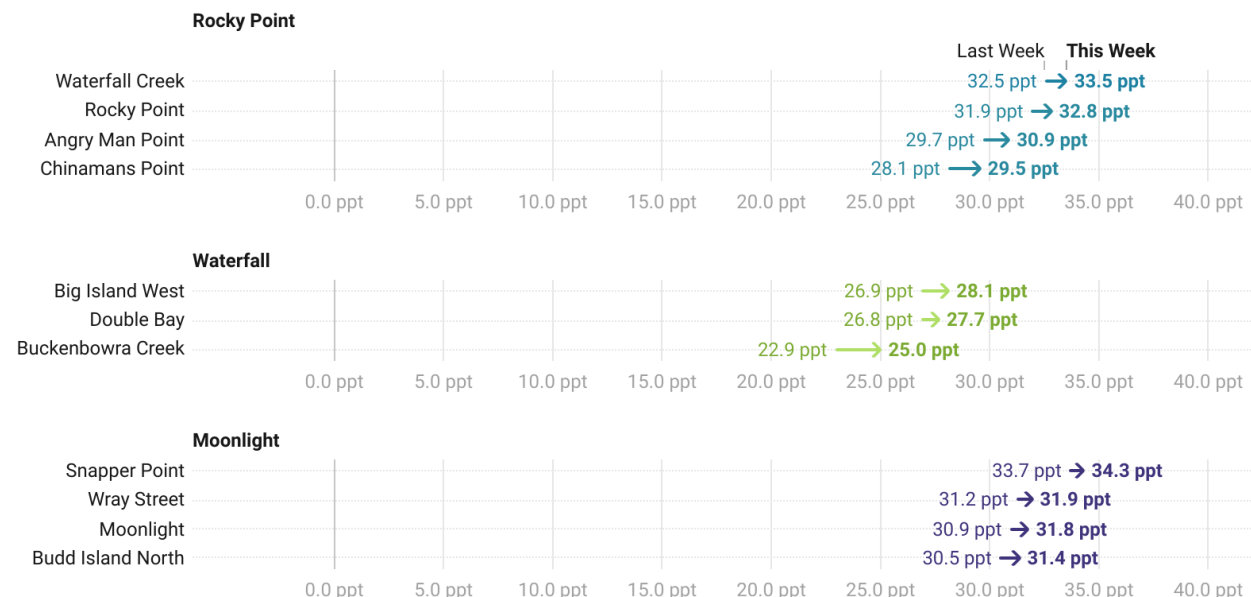 Rocky Point
Last Week This Week
Waterfall Creek 32.5 ppt → 33.5 ppt
Rocky Point 31.9 ppt → 32.8 ppt
Angry Man Point 29.7 ppt → 30.9 ppt
Chinamans Point 28.1 ppt → 29.5 ppt
0.0 ppt 5.0 ppt 10.0 ppt 15.0 ppt 20.0 ppt 25.0 ppt 30.0 ppt 35.0 ppt 40.0 ppt
Waterfall
Big Island West 26.9 ppt → 28.1 ppt
Double Bay 26.8 ppt → 27.7 ppt
Buckenbowra Creek 22.9 ppt → 25.0 ppt
0.0 ppt 5.0 ppt 10.0 ppt 15.0 ppt 20.0 ppt 25.0 ppt 30.0 ppt 35.0 ppt 40.0 ppt
Moonlight
Snapper Point 33.7 ppt → 34.3 ppt
Wray Street 31.2 ppt → 31.9 ppt
Moonlight 30.9 ppt → 31.8 ppt
Budd Island North 30.5 ppt → 31.4 ppt
0.0 ppt 5.0 ppt 10.0 ppt 15.0 ppt 20.0 ppt 25.0 ppt 30.0 ppt 35.0 ppt 40.0 ppt